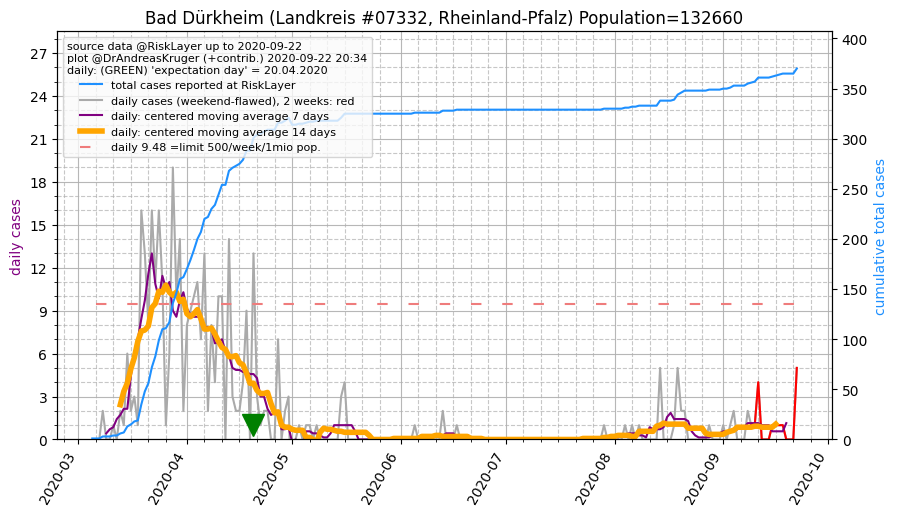 Bad Dürkheim (Landkreis #07332, Rheinland-Pfalz) Population=132660
source data @RiskLayer up to 2020-09-22
plot @DrAndreasKruger (+contrib.) 2020-09-22 20:34
daily: (GREEN) 'expectation day' = 20.04.2020
total cases reported at RiskLayer
daily cases (weekend-flawed), 2 weeks: red
daily: centered moving average 7 days
daily: centered moving average 14 days
daily 9.48 =limit 500/week/1mio pop.
daily cases
27
24
21
18
15
12
9
6
3
0
400
350
300
250
200
150
100
50
0
cumulative total cases
2020-03
2020-04
2020-05
2020-06
2020-07
2020-08
2020-09
2020-10